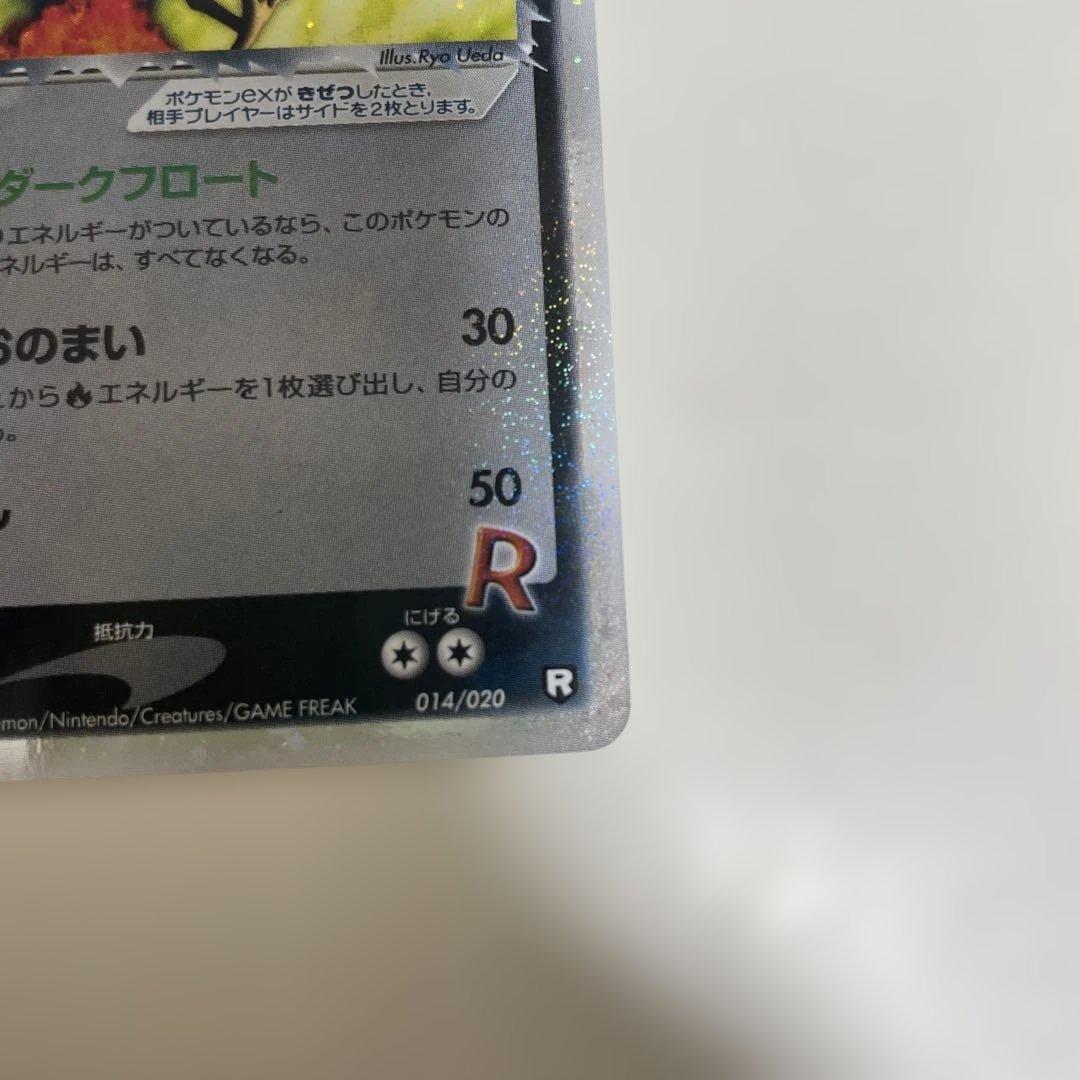 Illus. Ryo Ueda
ポケモンexが きぜつしたとき、
相手プレイヤーはサイドを2枚とります。
ダークフロート
エネルギーがついているなら、このポケモンの
ネルギーは、すべてなくなる。
おのまい 30
から エネルギーを1枚選び出し、自分の
。
50
R
抵抗力
にげる
mon/Nintendo/Creatures/GAME FREAK 014/020 R